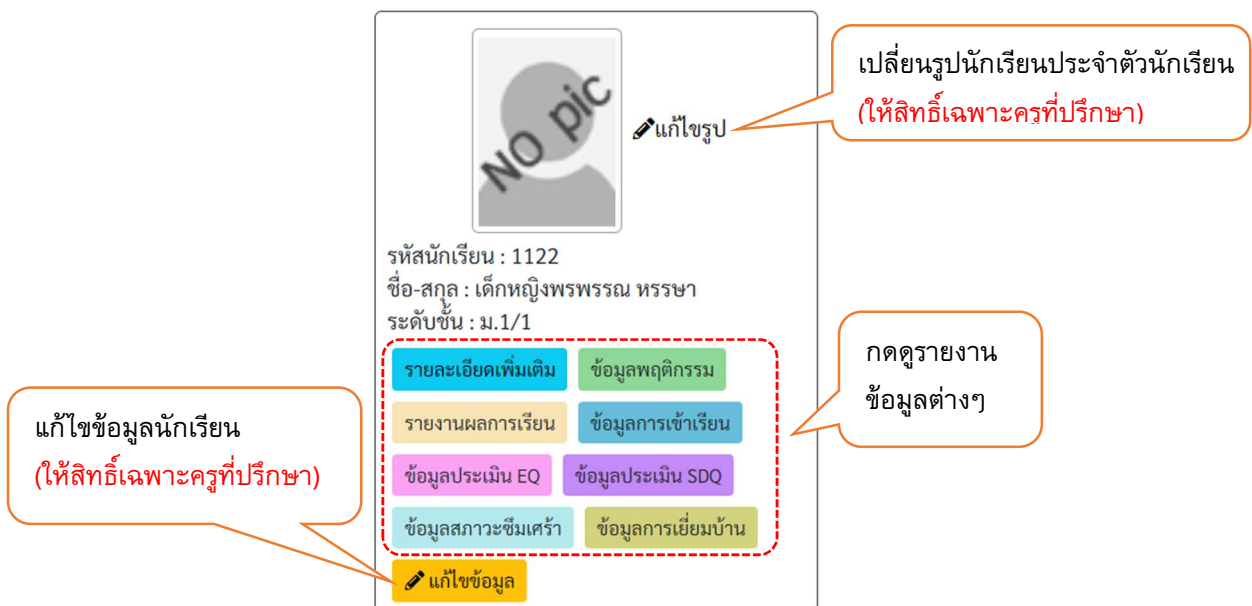 NO pic
แก้ไขรูป
เปลี่ยนรูปนักเรียนประจำตัวนักเรียน
(ให้สิทธิ์เฉพาะครูที่ปรึกษา)
รหัสนักเรียน : 1122
ชื่อ-สกุล : เด็กหญิงพรพรรณ หรรษา
ระดับชั้น : ม.1/1
รายละเอียดเพิ่มเติม ข้อมูลพฤติกรรม
รายงานผลการเรียน ข้อมูลการเข้าเรียน
ข้อมูลประเมิน EQ ข้อมูลประเมิน SDQ
ข้อมูลสภาวะซึมเศร้า ข้อมูลการเยี่ยมบ้าน
แก้ไขข้อมูล
กดดูรายงาน
ข้อมูลต่างๆ
แก้ไขข้อมูลนักเรียน
(ให้สิทธิ์เฉพาะครูที่ปรึกษา)